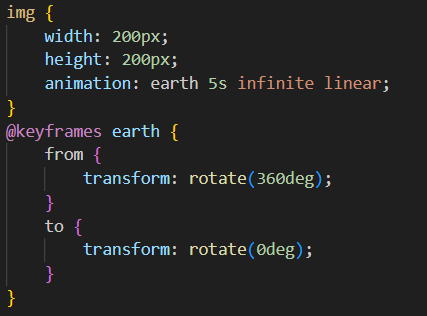 img {
    width: 200px;
    height: 200px;
    animation: earth 5s infinite linear;
}
@keyframes earth {
    from {
        transform: rotate(360deg);
    }
    to {
        transform: rotate(0deg);
    }
}